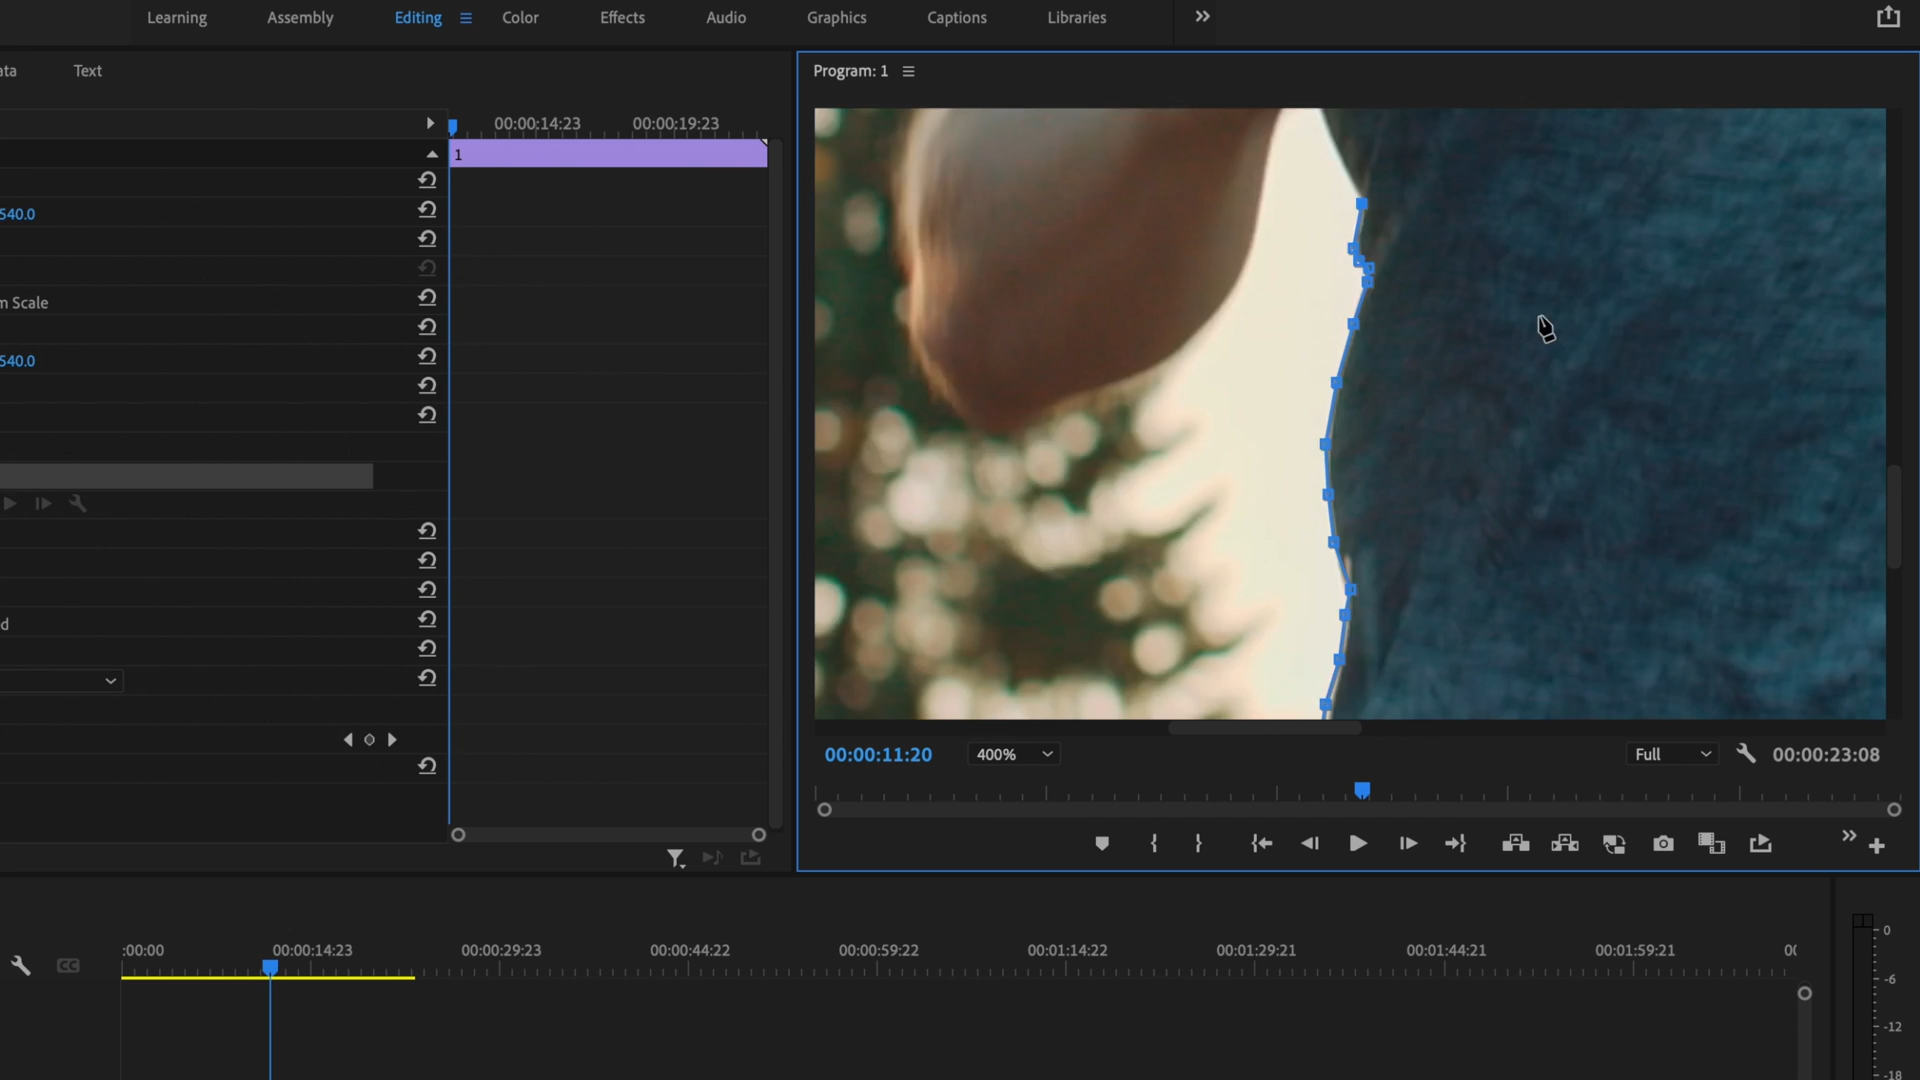 Learning Assembly Editing Color Effects Audio Graphics Captions Libraries
ata Text
Program: 1
00:00:14:23 00:00:19:23
1
540.0
m Scale
540.0
d
00:00:11:20 400% Full 00:00:23:08
:00:00 00:00:14:23 00:00:29:23 00:00:44:22 00:00:59:22 00:01:14:22 00:01:29:21 00:01:44:21 00:01:59:21 00
CC
0
-6
-12
-18